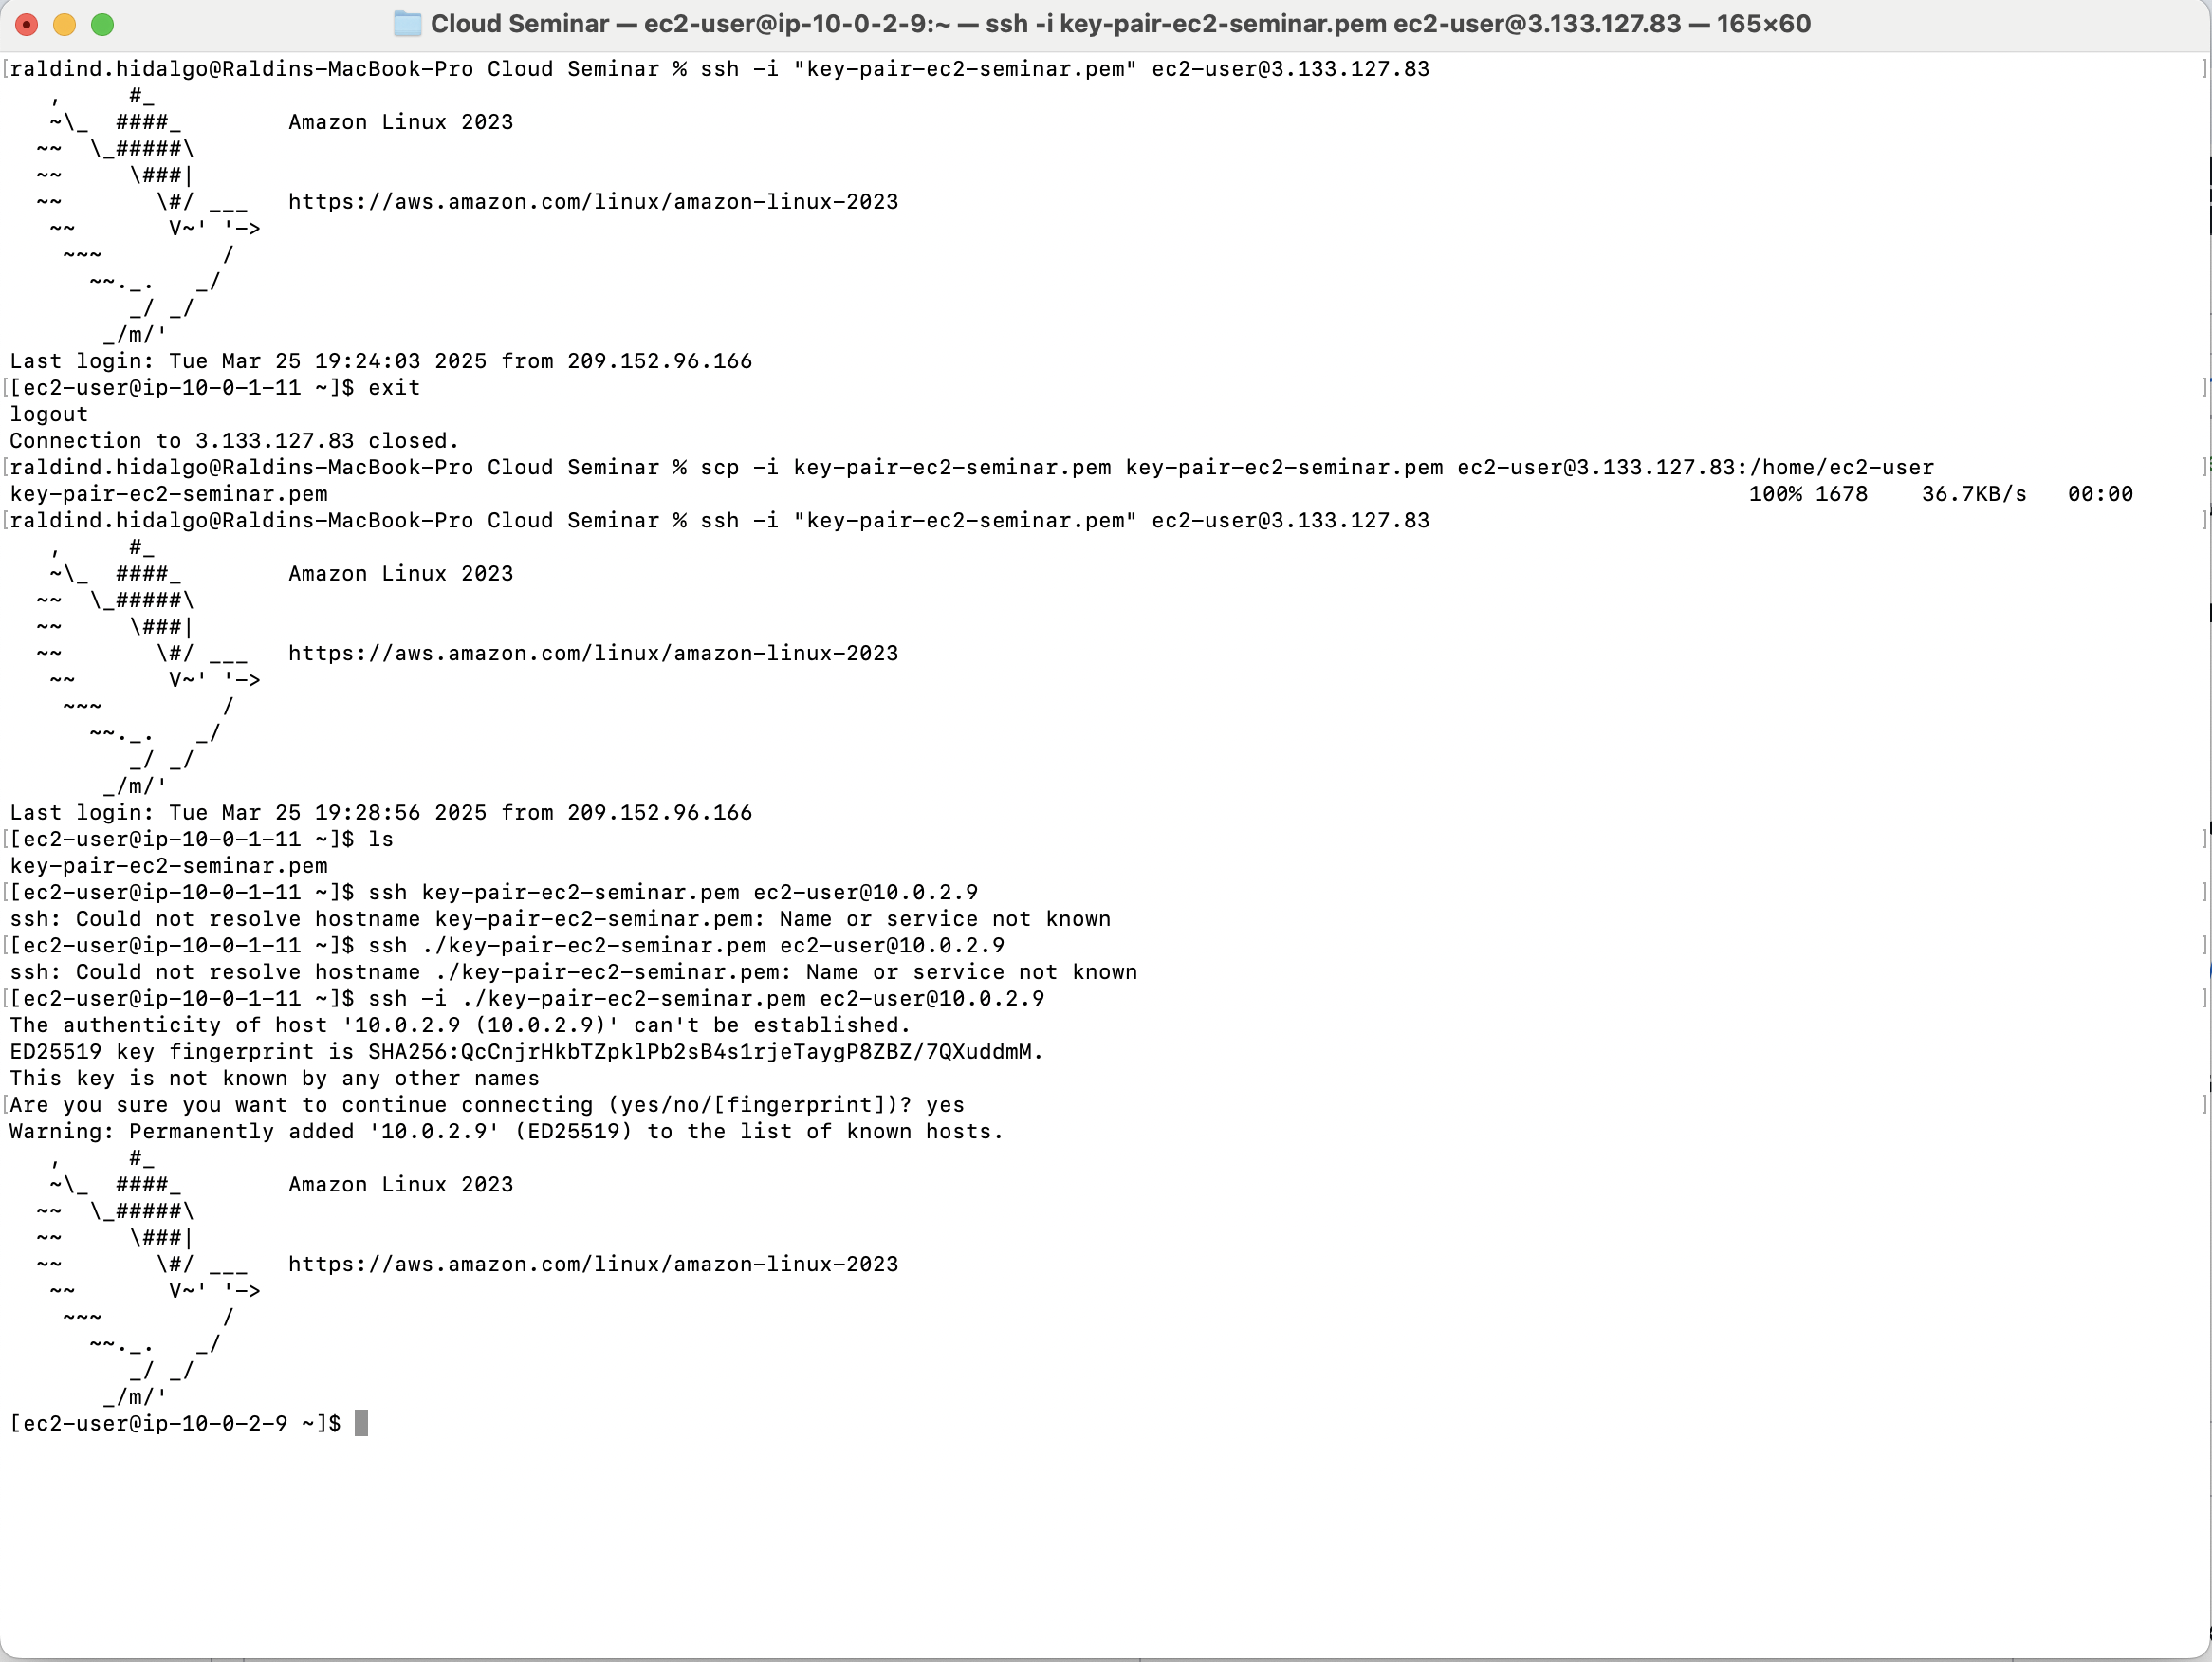 Cloud Seminar — ec2-user@ip-10-0-2-9:~ — ssh -i key-pair-ec2-seminar.pem ec2-user@3.133.127.83 — 165×60
[raldind.hidalgo@Raldins-MacBook-Pro Cloud Seminar % ssh -i "key-pair-ec2-seminar.pem" ec2-user@3.133.127.83 ]
   ,     #_
   ~\_  ####_        Amazon Linux 2023
  ~~  \_#####\
  ~~     \###|
  ~~       \#/ ___   https://aws.amazon.com/linux/amazon-linux-2023
   ~~       V~' '->
    ~~~         /
      ~~._.   _/
         _/ _/
       _/m/'
Last login: Tue Mar 25 19:24:03 2025 from 209.152.96.166
[[ec2-user@ip-10-0-1-11 ~]$ exit ]
logout
Connection to 3.133.127.83 closed.
[raldind.hidalgo@Raldins-MacBook-Pro Cloud Seminar % scp -i key-pair-ec2-seminar.pem key-pair-ec2-seminar.pem ec2-user@3.133.127.83:/home/ec2-user ]
key-pair-ec2-seminar.pem 100% 1678 36.7KB/s 00:00
[raldind.hidalgo@Raldins-MacBook-Pro Cloud Seminar % ssh -i "key-pair-ec2-seminar.pem" ec2-user@3.133.127.83 ]
   ,     #_
   ~\_  ####_        Amazon Linux 2023
  ~~  \_#####\
  ~~     \###|
  ~~       \#/ ___   https://aws.amazon.com/linux/amazon-linux-2023
   ~~       V~' '->
    ~~~         /
      ~~._.   _/
         _/ _/
       _/m/'
Last login: Tue Mar 25 19:28:56 2025 from 209.152.96.166
[[ec2-user@ip-10-0-1-11 ~]$ ls ]
key-pair-ec2-seminar.pem
[[ec2-user@ip-10-0-1-11 ~]$ ssh key-pair-ec2-seminar.pem ec2-user@10.0.2.9 ]
ssh: Could not resolve hostname key-pair-ec2-seminar.pem: Name or service not known
[[ec2-user@ip-10-0-1-11 ~]$ ssh ./key-pair-ec2-seminar.pem ec2-user@10.0.2.9 ]
ssh: Could not resolve hostname ./key-pair-ec2-seminar.pem: Name or service not known
[[ec2-user@ip-10-0-1-11 ~]$ ssh -i ./key-pair-ec2-seminar.pem ec2-user@10.0.2.9 ]
The authenticity of host '10.0.2.9 (10.0.2.9)' can't be established.
ED25519 key fingerprint is SHA256:QcCnjrHkbTZpklPb2sB4s1rjeTaygP8ZBZ/7QXuddmM.
This key is not known by any other names
[Are you sure you want to continue connecting (yes/no/[fingerprint])? yes ]
Warning: Permanently added '10.0.2.9' (ED25519) to the list of known hosts.
   ,     #_
   ~\_  ####_        Amazon Linux 2023
  ~~  \_#####\
  ~~     \###|
  ~~       \#/ ___   https://aws.amazon.com/linux/amazon-linux-2023
   ~~       V~' '->
    ~~~         /
      ~~._.   _/
         _/ _/
       _/m/'
[ec2-user@ip-10-0-2-9 ~]$